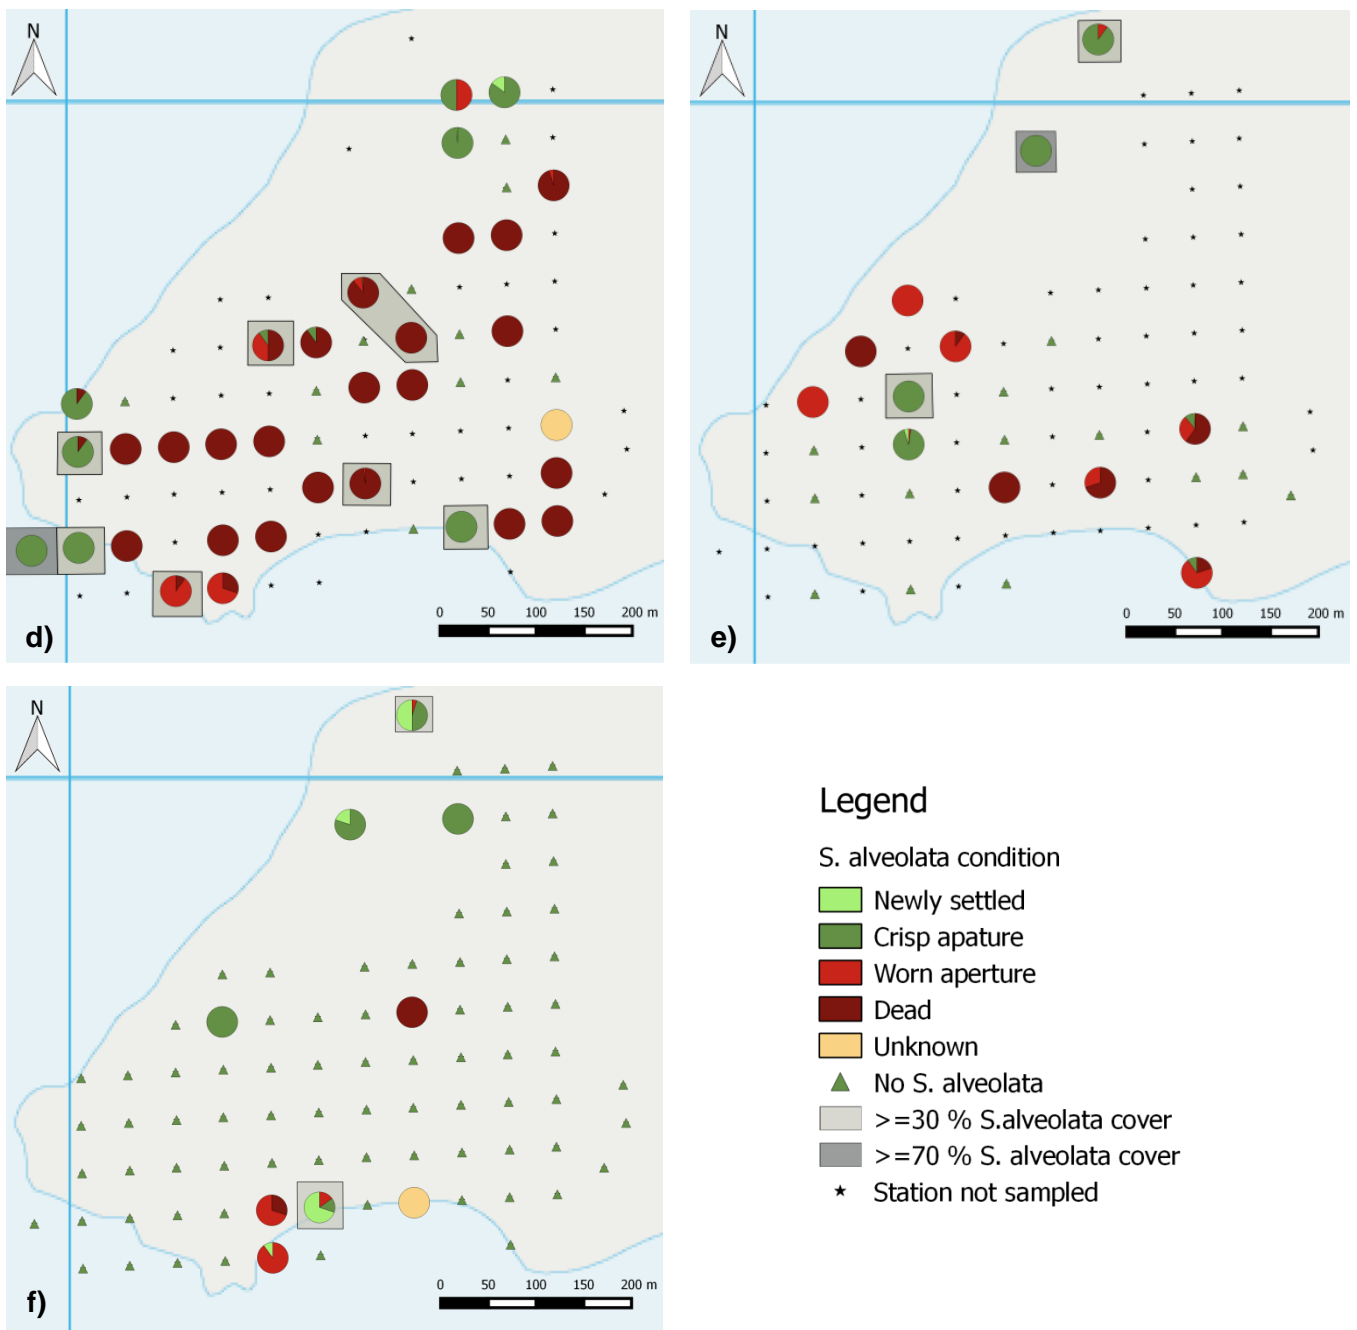 N
0 50 100 150 200 m
d)
N
0 50 100 150 200 m
e)
N
0 50 100 150 200 m
f)
Legend
S. alveolata condition
Newly settled
Crisp apature
Worn aperture
Dead
Unknown
No S. alveolata
>=30 % S.alveolata cover
>=70 % S. alveolata cover
Station not sampled